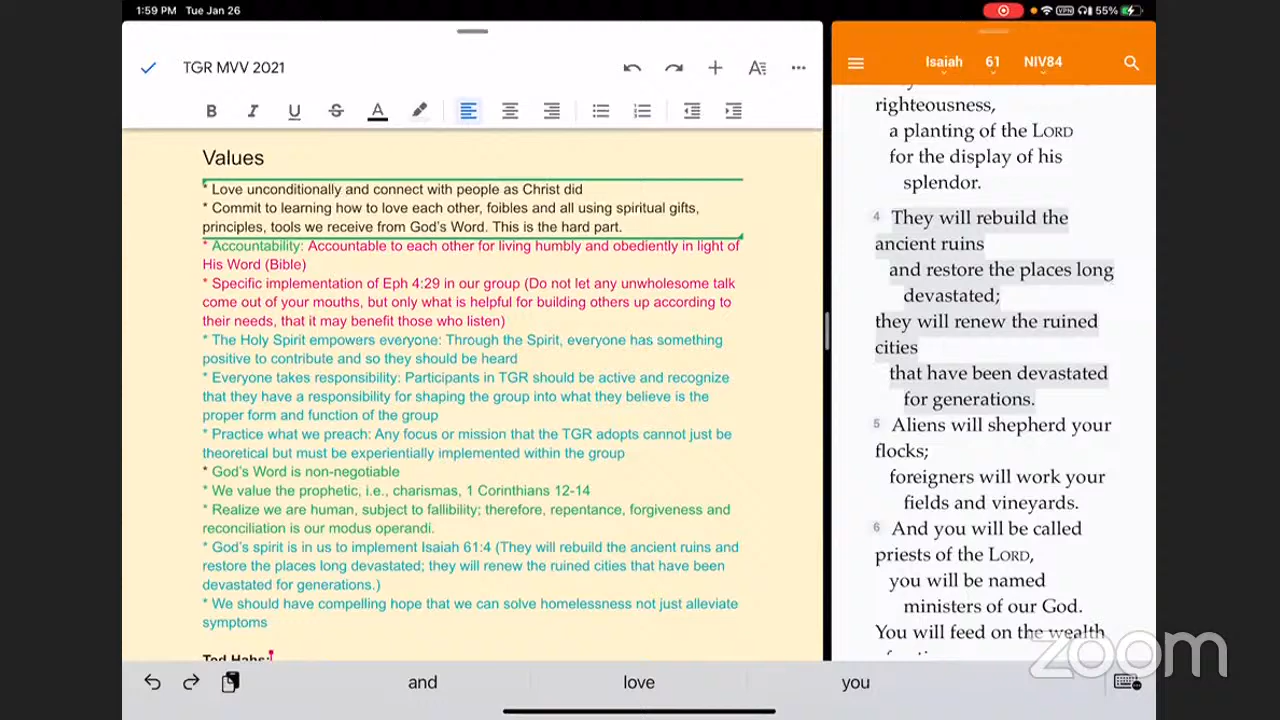 1:59 PM Tue Jan 26
VPN
55%
TGR MVV 2021
B I U S A
Values
* Love unconditionally and connect with people as Christ did
* Commit to learning how to love each other, foibles and all using spiritual gifts,
principles, tools we receive from God's Word. This is the hard part.
* Accountability: Accountable to each other for living humbly and obediently in light of
His Word (Bible)
* Specific implementation of Eph 4:29 in our group (Do not let any unwholesome talk
come out of your mouths, but only what is helpful for building others up according to
their needs, that it may benefit those who listen)
* The Holy Spirit empowers everyone: Through the Spirit, everyone has something
positive to contribute and so they should be heard
* Everyone takes responsibility: Participants in TGR should be active and recognize
that they have a responsibility for shaping the group into what they believe is the
proper form and function of the group
* Practice what we preach: Any focus or mission that the TGR adopts cannot just be
theoretical but must be experientially implemented within the group
* God's Word is non-negotiable
* We value the prophetic, i.e., charismas, 1 Corinthians 12-14
* Realize we are human, subject to fallibility; therefore, repentance, forgiveness and
reconciliation is our modus operandi.
* God's spirit is in us to implement Isaiah 61:4 (They will rebuild the ancient ruins and
restore the places long devastated; they will renew the ruined cities that have been
devastated for generations.)
* We should have compelling hope that we can solve homelessness not just alleviate
symptoms
Ted Hahs:
and love you
Isaiah 61 NIV84
righteousness,
a planting of the LORD
for the display of his
splendor.
4 They will rebuild the
ancient ruins
and restore the places long
devastated;
they will renew the ruined
cities
that have been devastated
for generations.
5 Aliens will shepherd your
flocks;
foreigners will work your
fields and vineyards.
6 And you will be called
priests of the LORD,
you will be named
ministers of our God.
You will feed on the wealth
zoom